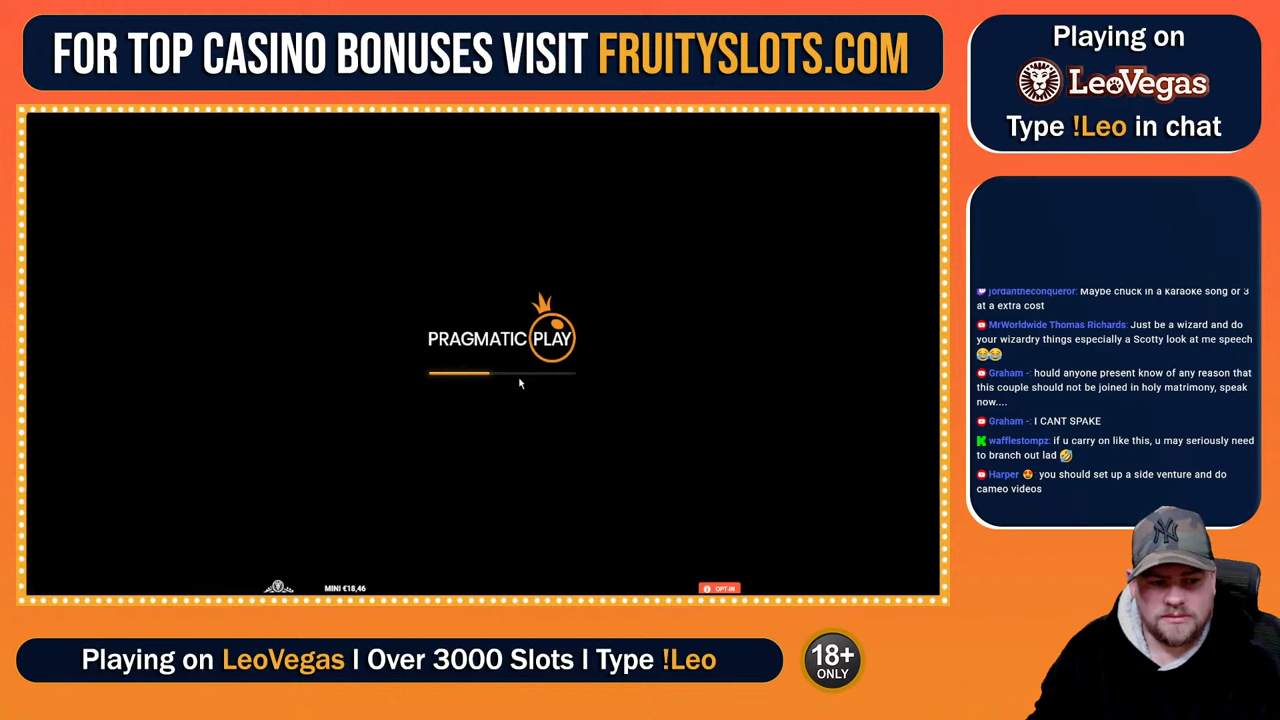 FOR TOP CASINO BONUSES VISIT FRUITYSLOTS.COM
Playing on
LeoVegas
Type !Leo in chat
PRAGMATIC PLAY
jordantheconqueror: Maybe chuck in a karaoke song or 3
at a extra cost
MrWorldwide Thomas Richards: Just be a wizard and do
your wizardry things especially a Scotty look at me speech
😂😂
Graham -: hould anyone present know of any reason that
this couple should not be joined in holy matrimony, speak
now....
Graham -: I CANT SPAKE
wafflestompz: if u carry on like this, u may seriously need
to branch out lad 🤣
Harper 😍 you should set up a side venture and do
cameo videos
MINI €18,46
OPT-IN
Playing on LeoVegas I Over 3000 Slots I Type !Leo
18+
ONLY
NY